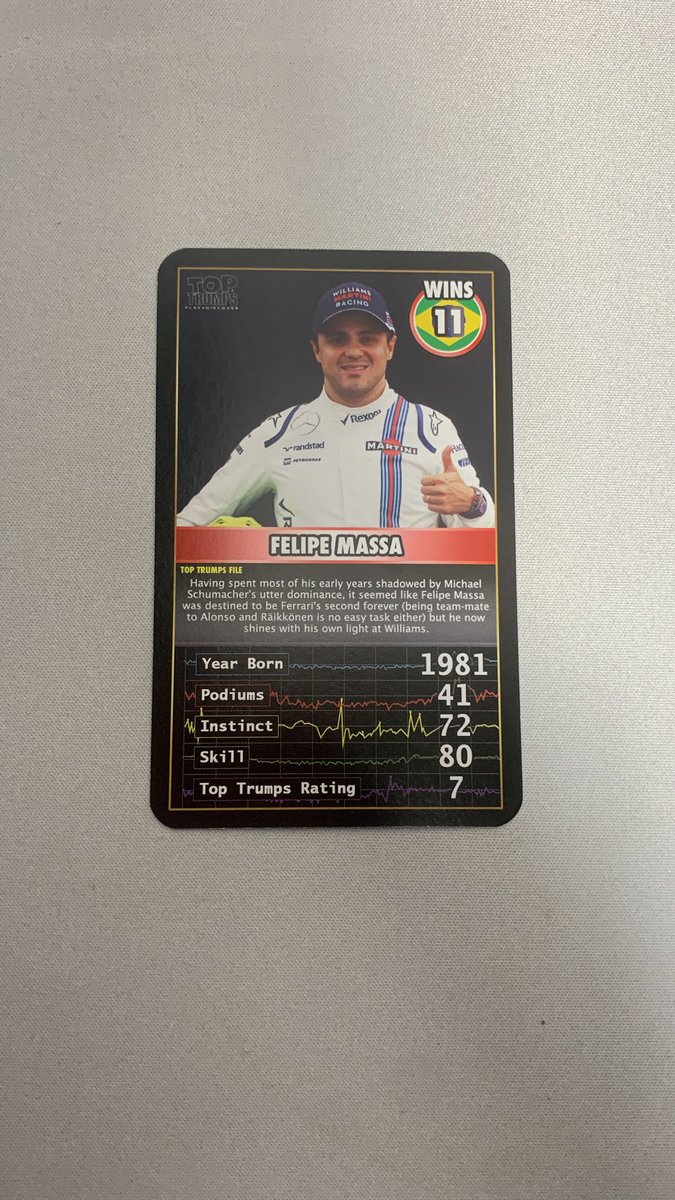 TOP
TRUMPS
PLAY•DISCOVER
WINS
11
WILLIAMS
MARTINI
RACING
Rexona
randstad
MARTINI
PETRONAS
FELIPE MASSA
TOP TRUMPS FILE
Having spent most of his early years shadowed by Michael
Schumacher's utter dominance, it seemed like Felipe Massa
was destined to be Ferrari's second forever (being team-mate
to Alonso and Räikkönen is no easy task either) but he now
shines with his own light at Williams.
Year Born 1981
Podiums 41
Instinct 72
Skill 80
Top Trumps Rating 7